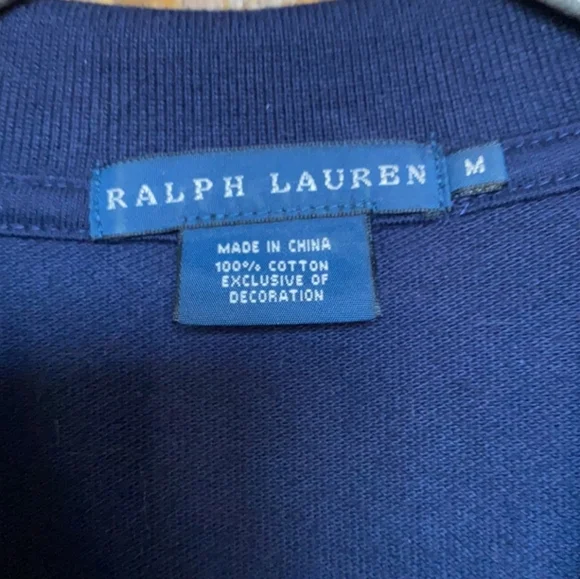 RALPH LAUREN M
MADE IN CHINA
100% COTTON
EXCLUSIVE OF
DECORATION